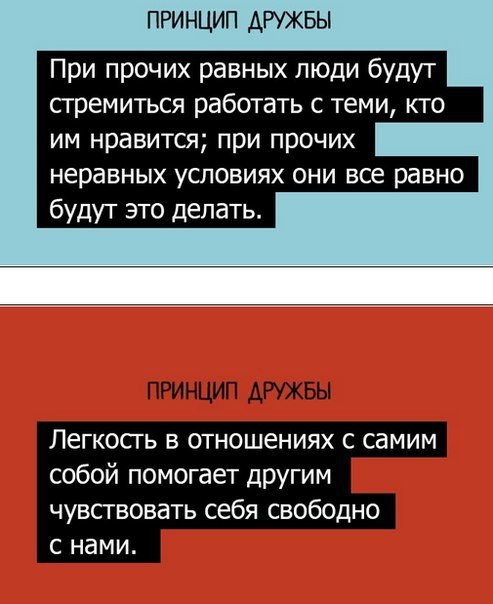 ПРИНЦИП ДРУЖБЫ
При прочих равных люди будут
стремиться работать с теми, кто
им нравится; при прочих
неравных условиях они все равно
будут это делать.
ПРИНЦИП ДРУЖБЫ
Легкость в отношениях с самим
собой помогает другим
чувствовать себя свободно
с нами.